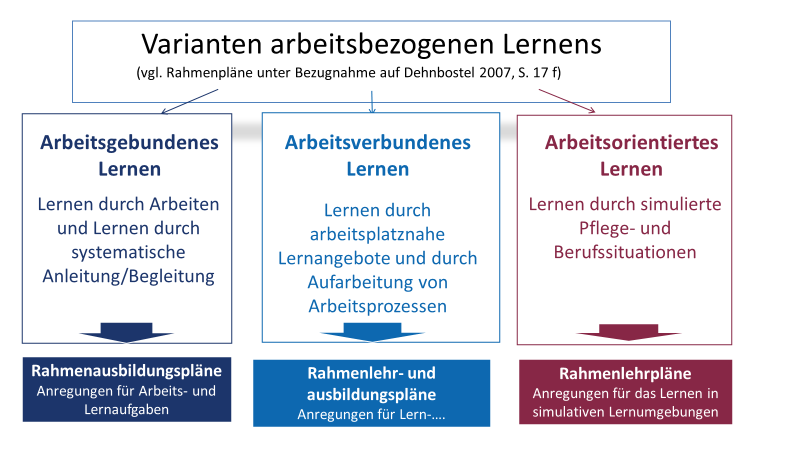 Varianten arbeitsbezogenen Lernens
(vgl. Rahmenpläne unter Bezugnahme auf Dehnbostel 2007, S. 17 f)
Arbeitsgebundenes
Lernen
Lernen durch Arbeiten
und Lernen durch
systematische
Anleitung/Begleitung
Rahmenausbildungspläne
Anregungen für Arbeits- und
Lernaufgaben
Arbeitsverbundenes
Lernen
Lernen durch
arbeitsplatznahe
Lernangebote und durch
Aufarbeitung von
Arbeitsprozessen
Rahmenlehr- und
ausbildungspläne
Anregungen für Lern-....
Arbeitsorientiertes
Lernen
Lernen durch simulierte
Pflege- und
Berufssituationen
Rahmenlehrpläne
Anregungen für das Lernen in
simulativen Lernumgebungen